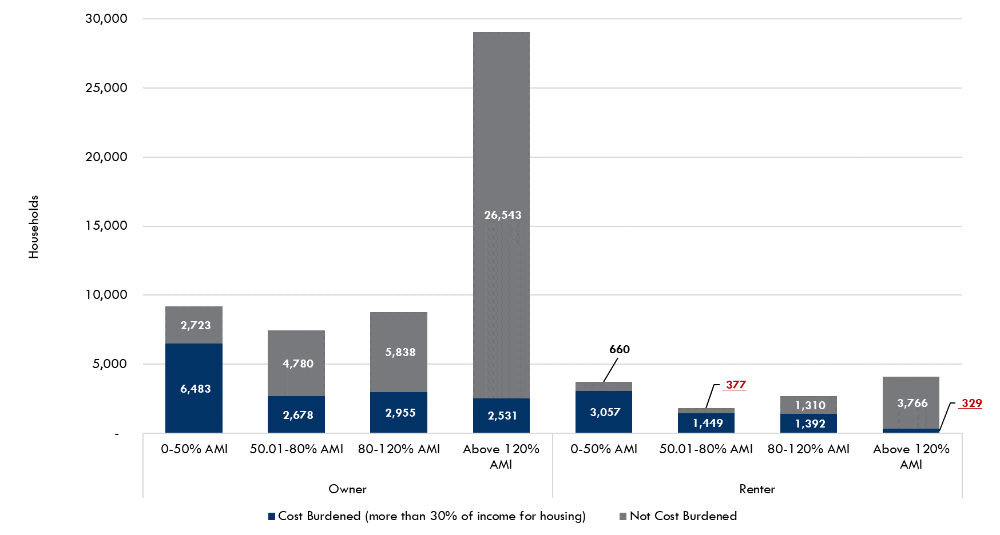 30,000
25,000
20,000
15,000
10,000
5,000
-
Households
26,543
2,723
6,483
4,780
2,678
5,838
2,955
2,531
660
3,057
377
1,449
1,310
1,392
3,766
329
0-50% AMI
50.01-80% AMI
80-120% AMI
Above 120%
AMI
0-50% AMI
50.01-80% AMI
80-120% AMI
Above 120%
AMI
Owner
Renter
Cost Burdened (more than 30% of income for housing)
Not Cost Burdened